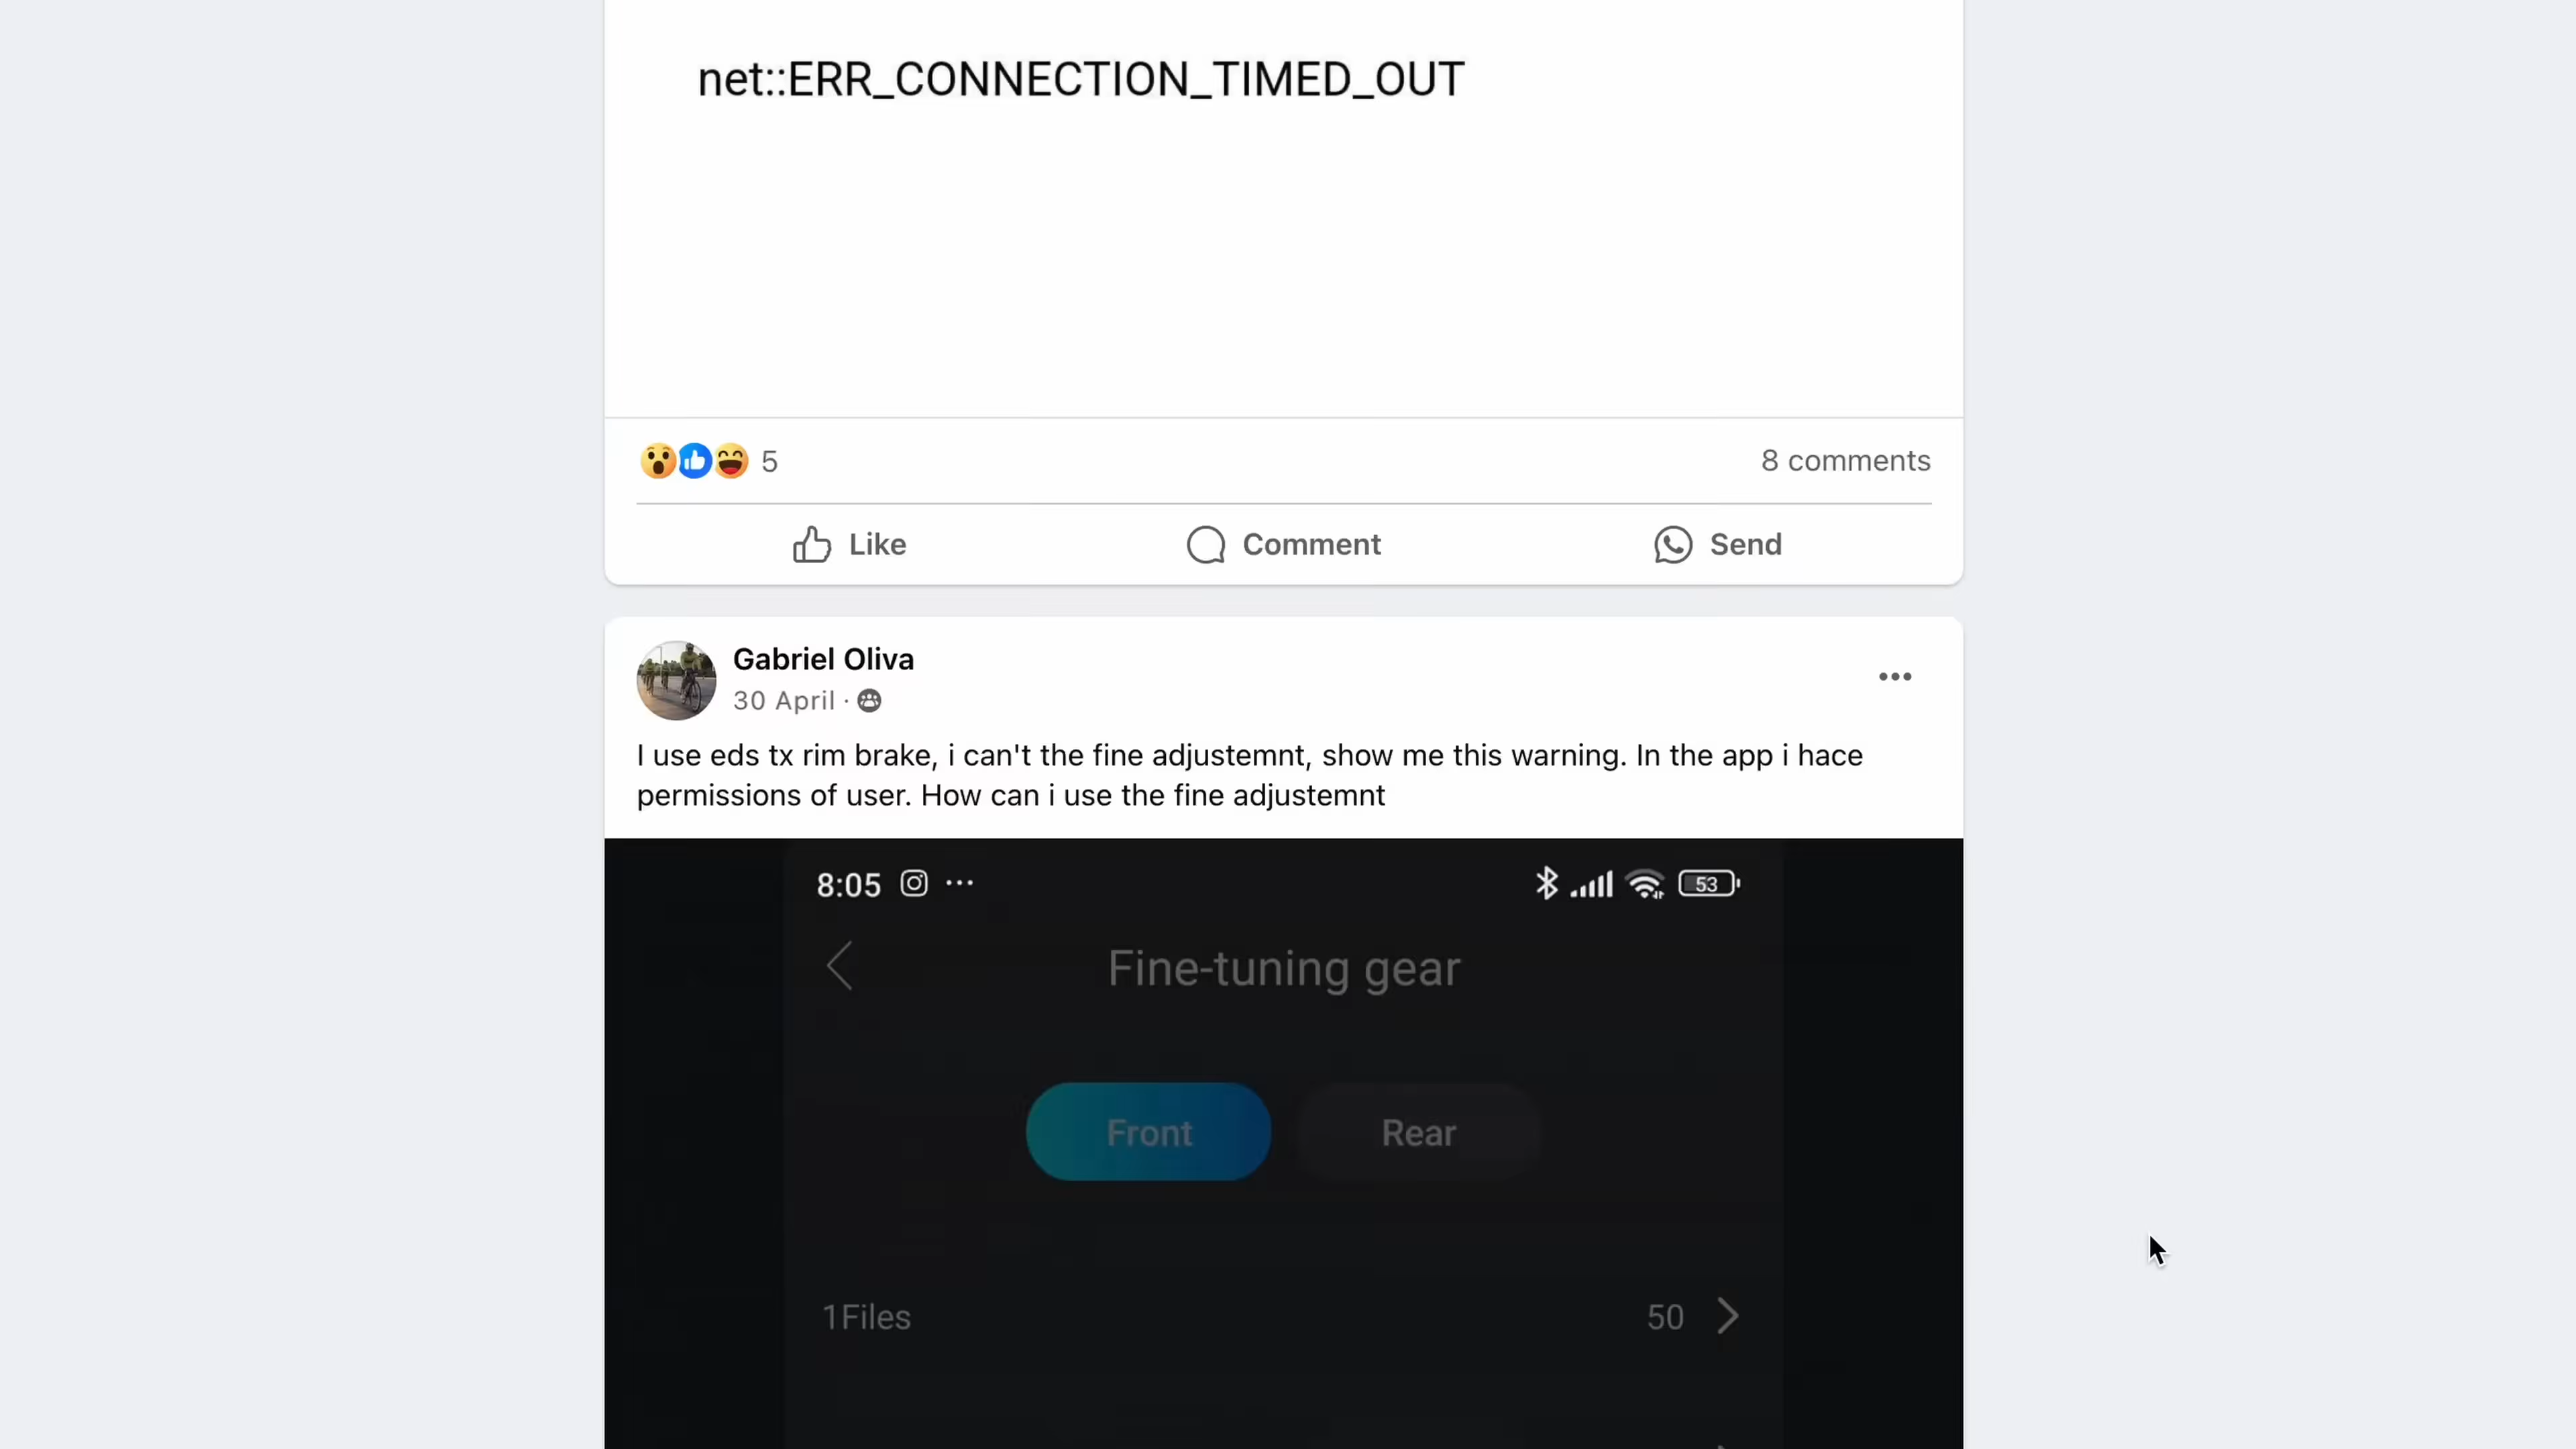 net::ERR_CONNECTION_TIMED_OUT
5
8 comments
Like
Comment
Send
Gabriel Oliva
30 April ·
I use eds tx rim brake, i can't the fine adjustemnt, show me this warning. In the app i hace
permissions of user. How can i use the fine adjustemnt
8:05
53
Fine-tuning gear
Front
Rear
1Files
50